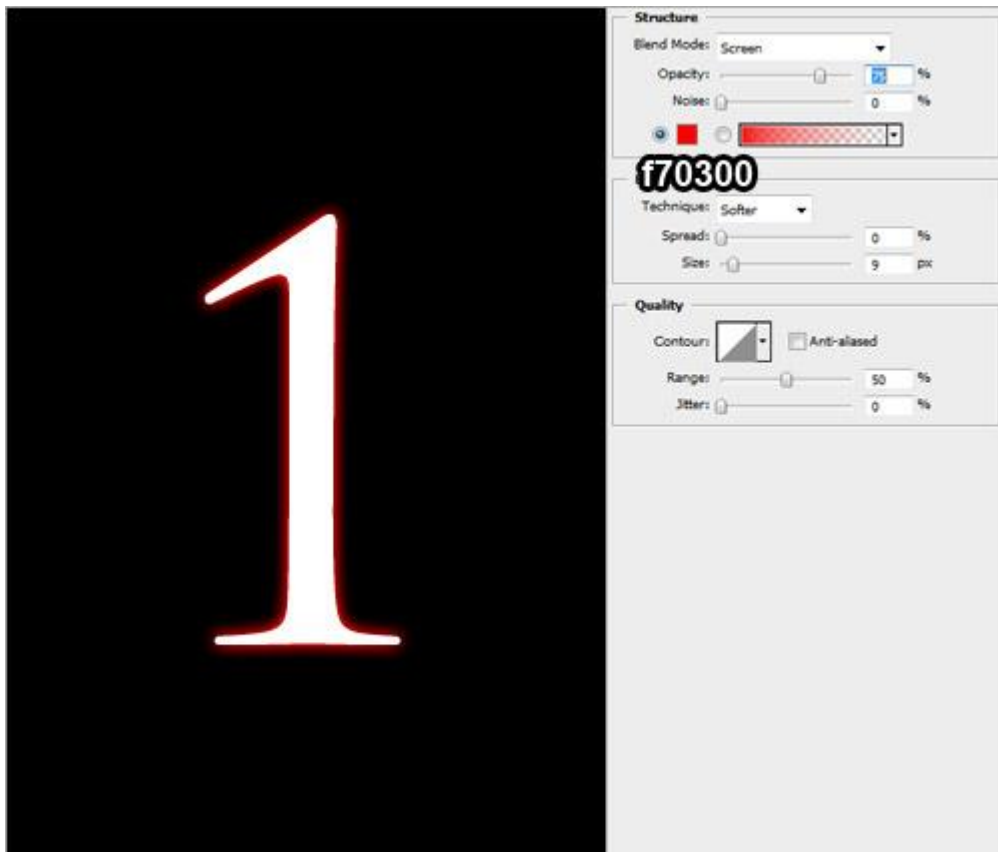 1
Structure
Blend Mode: Screen
Opacity: 75 %
Noise: 0 %
f70300
Technique: Softer
Spread: 0 %
Size: 9 px
Quality
Contour: Anti-aliased
Range: 50 %
Jitter: 0 %